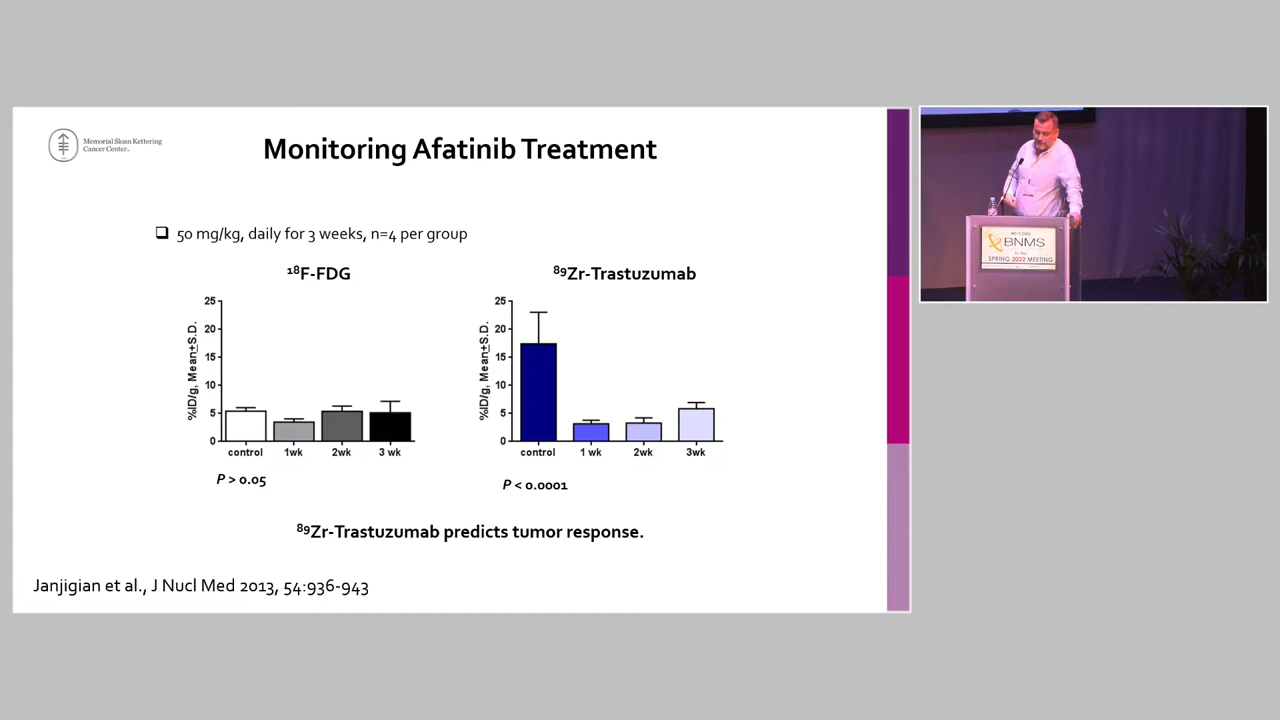 Memorial Sloan Kettering
Cancer Center
Monitoring Afatinib Treatment
❑ 50 mg/kg, daily for 3 weeks, n=4 per group
¹⁸F-FDG
25
20
15
10
5
0
%ID/g, Mean±S.D.
control 1wk 2wk 3 wk
P > 0.05
⁸⁹Zr-Trastuzumab
25
20
15
10
5
0
%ID/g, Mean±S.D.
control 1 wk 2wk 3wk
P < 0.0001
⁸⁹Zr-Trastuzumab predicts tumor response.
Janjigian et al., J Nucl Med 2013, 54:936-943
WELCOME
BNMS
To The
SPRING 2022 MEETING